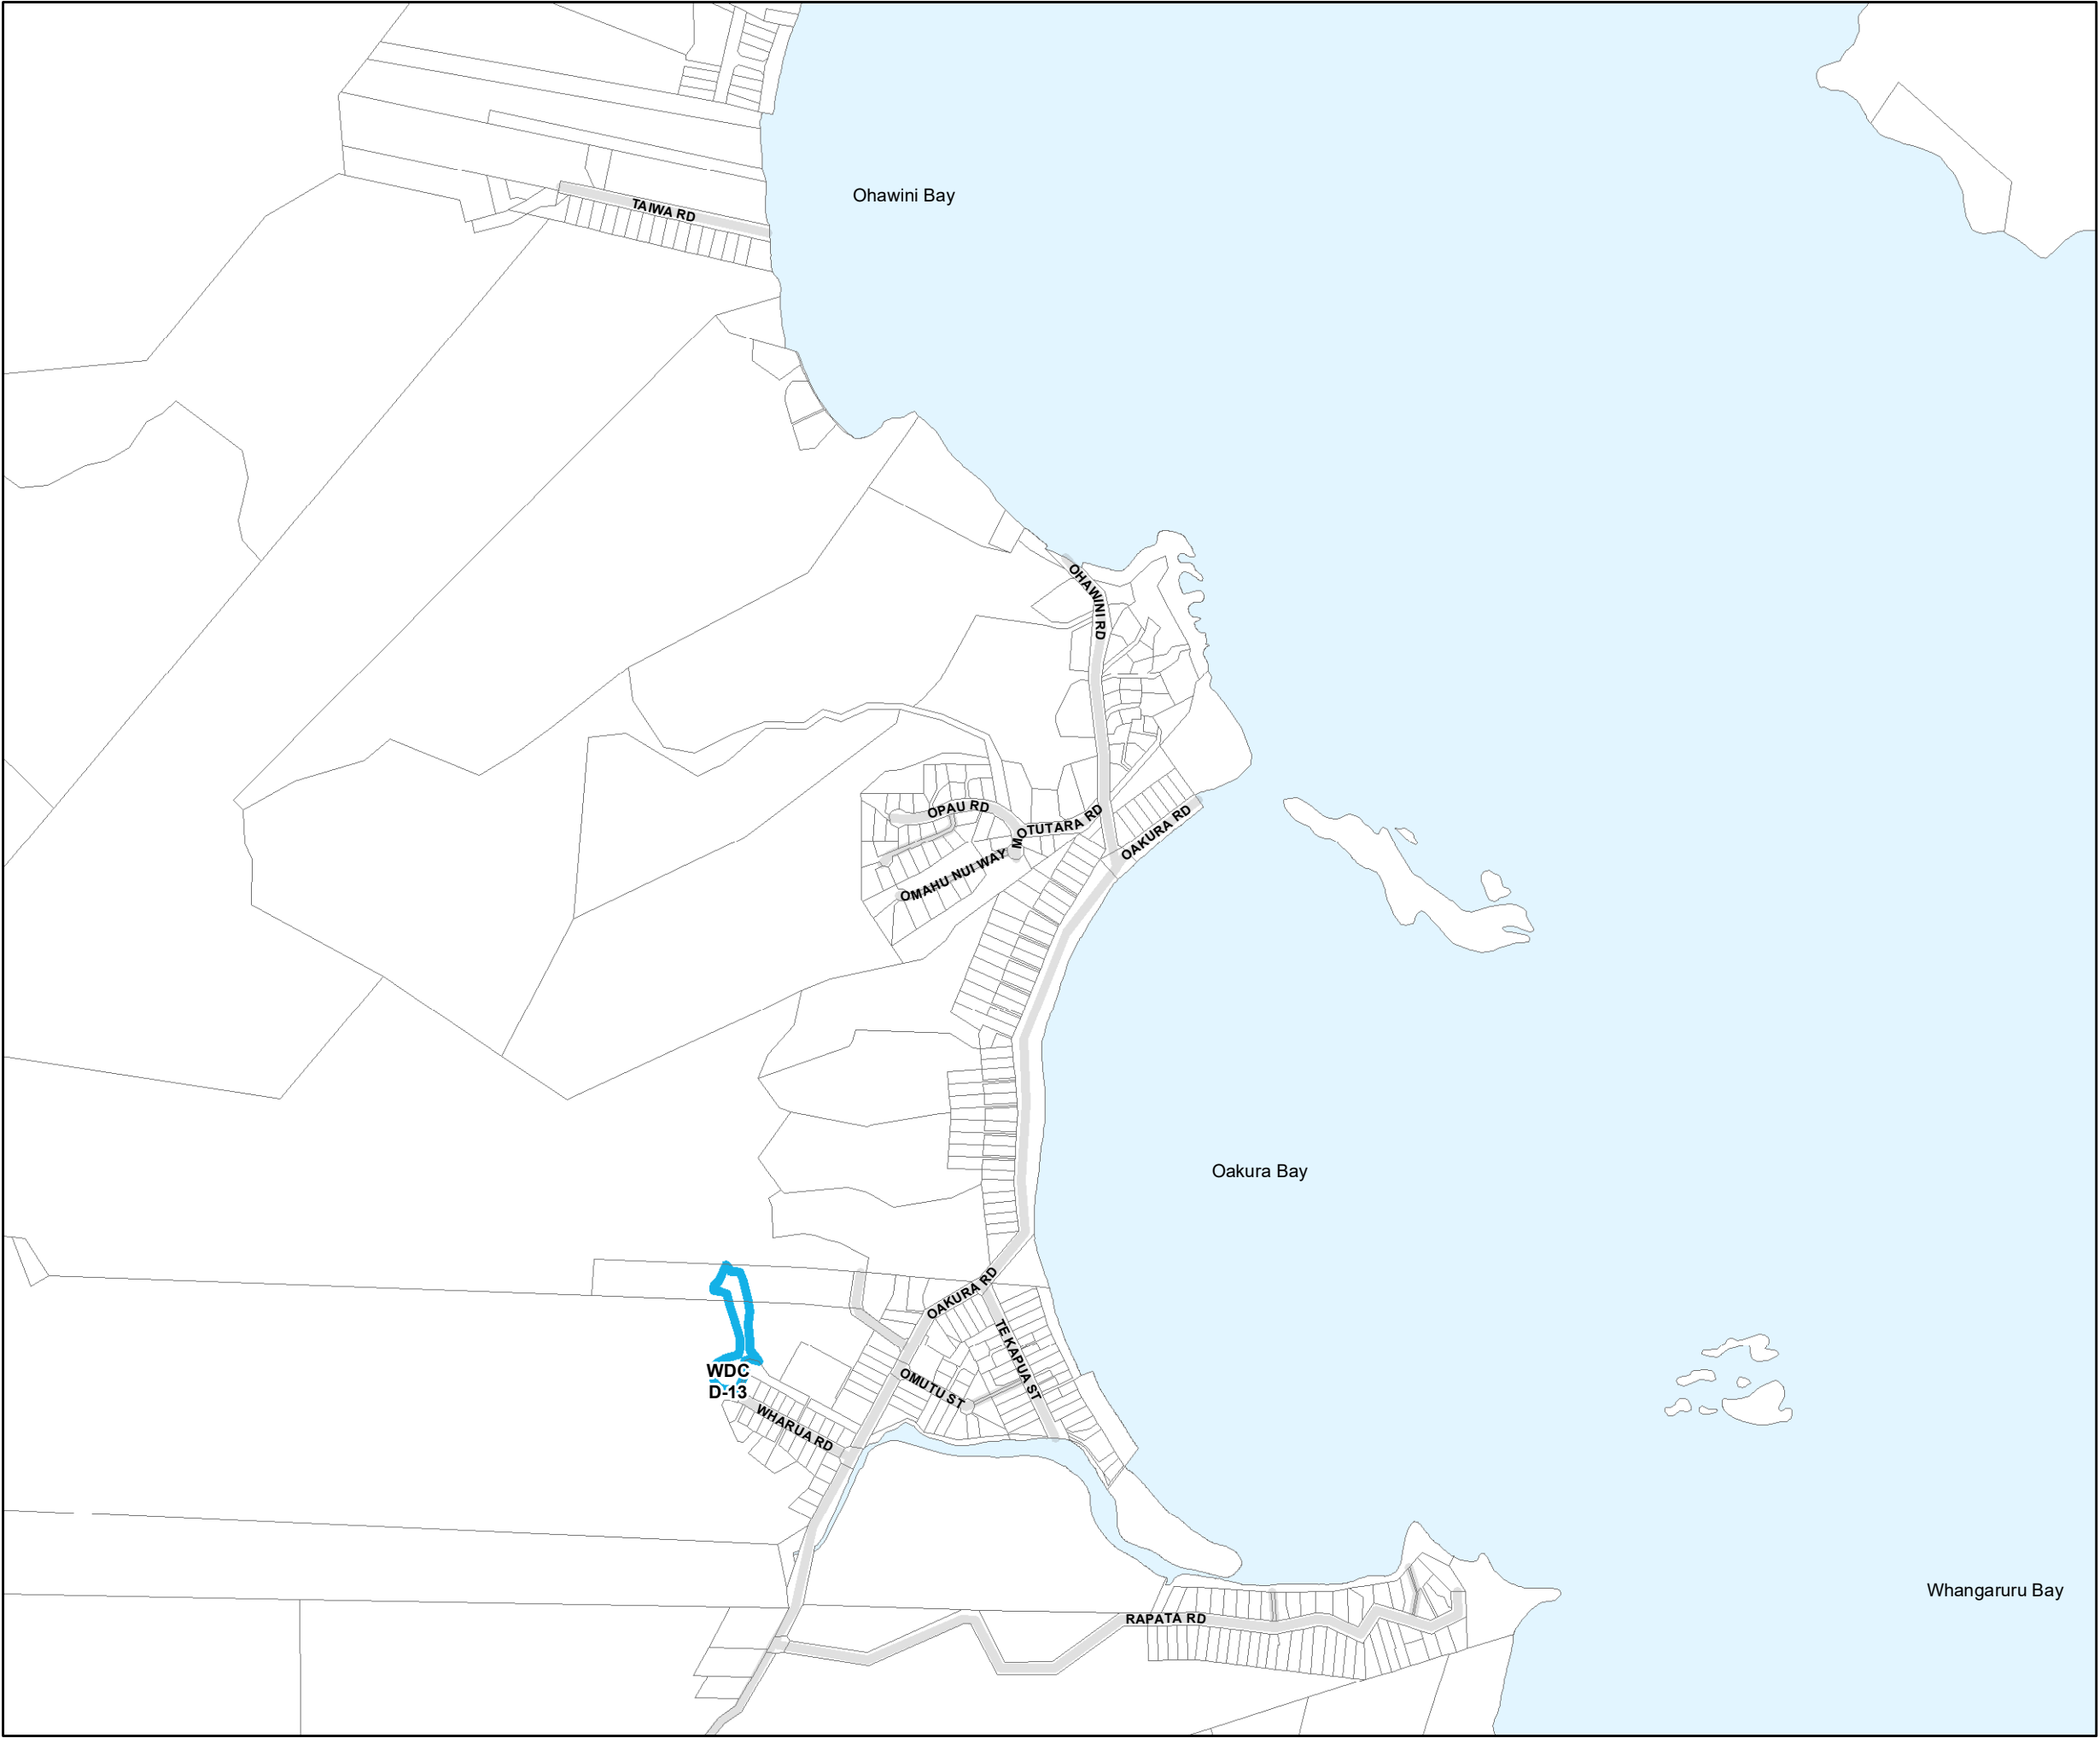 Ohawini Bay
TAIWA RD
OHAWINI RD
OPAU RD
OTUTARA RD
OAKURA RD
OMAHU NUI WAY
Oakura Bay
OAKURA RD
TE KAPUA ST
WDC
D-13
OMUTU ST
WHARUA RD
Whangaruru Bay
RAPATA RD